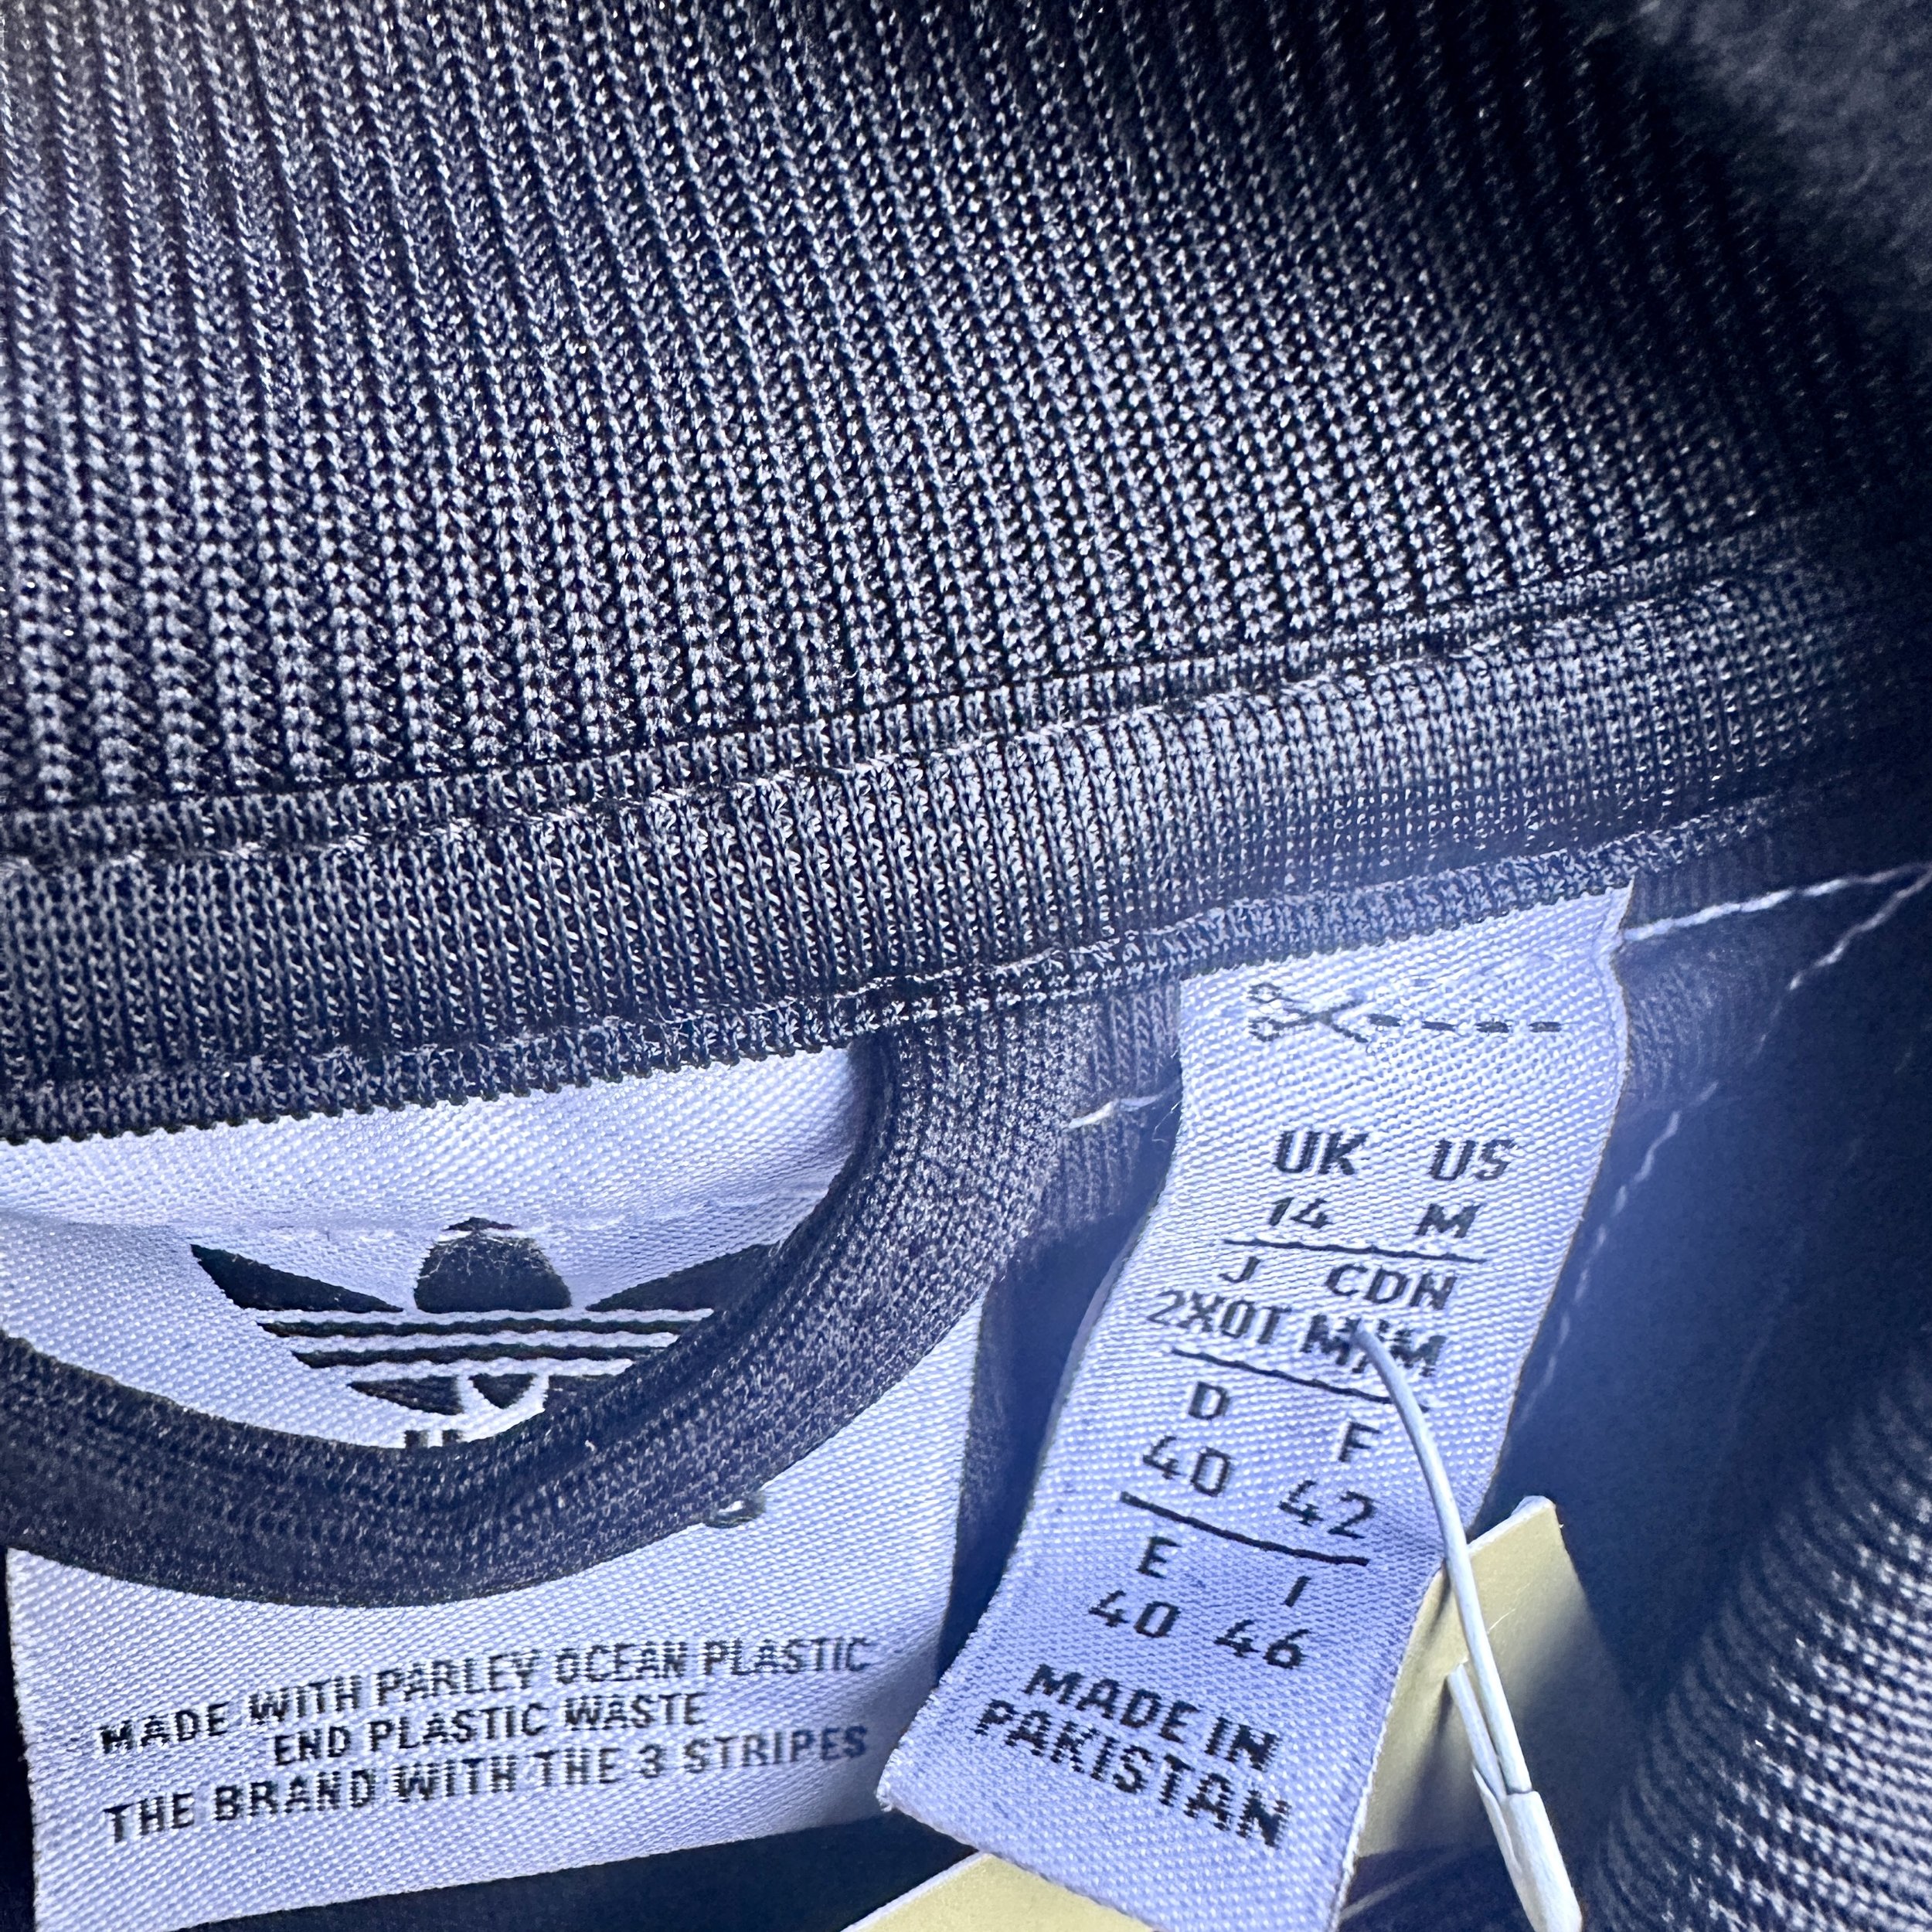 MADE WITH PARLEY OCEAN PLASTIC
END PLASTIC WASTE
THE BRAND WITH THE 3 STRIPES
UK US
14 M
J CDN
2XOT M/M
D F
40 42
E I
40 46
MADE IN
PAKISTAN